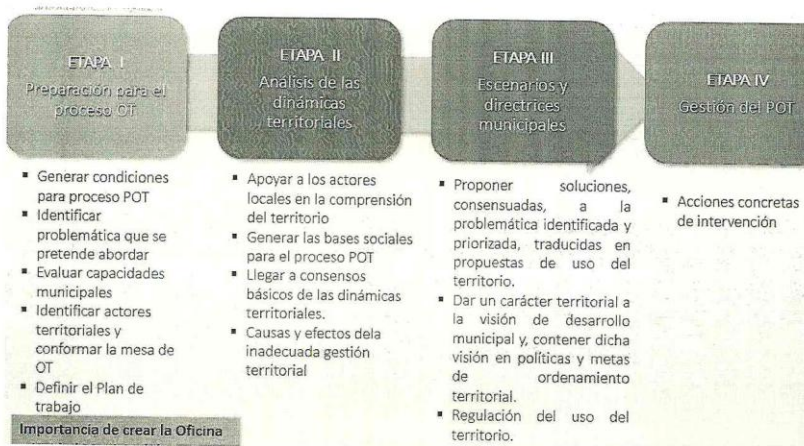 ETAPA I
Preparación para el
proceso OT
▪ Generar condiciones
para proceso POT
▪ Identificar
problemática que se
pretende abordar
▪ Evaluar capacidades
municipales
▪ Identificar actores
territoriales y
conformar la mesa de
OT
▪ Definir el Plan de
trabajo
Importancia de crear la Oficina
ETAPA II
Análisis de las
dinámicas
territoriales
▪ Apoyar a los actores
locales en la comprensión
del territorio
▪ Generar las bases sociales
para el proceso POT
▪ Llegar a consensos
básicos de las dinámicas
territoriales.
▪ Causas y efectos dela
inadecuada gestión
territorial
ETAPA III
Escenarios y
directrices
municipales
▪ Proponer soluciones,
consensuadas, a la
problemática identificada y
priorizada, traducidas en
propuestas de uso del
territorio.
▪ Dar un carácter territorial a
la visión de desarrollo
municipal y, contener dicha
visión en políticas y metas
de ordenamiento
territorial.
▪ Regulación del uso del
territorio.
ETAPA IV
Gestión del POT
▪ Acciones concretas
de intervención